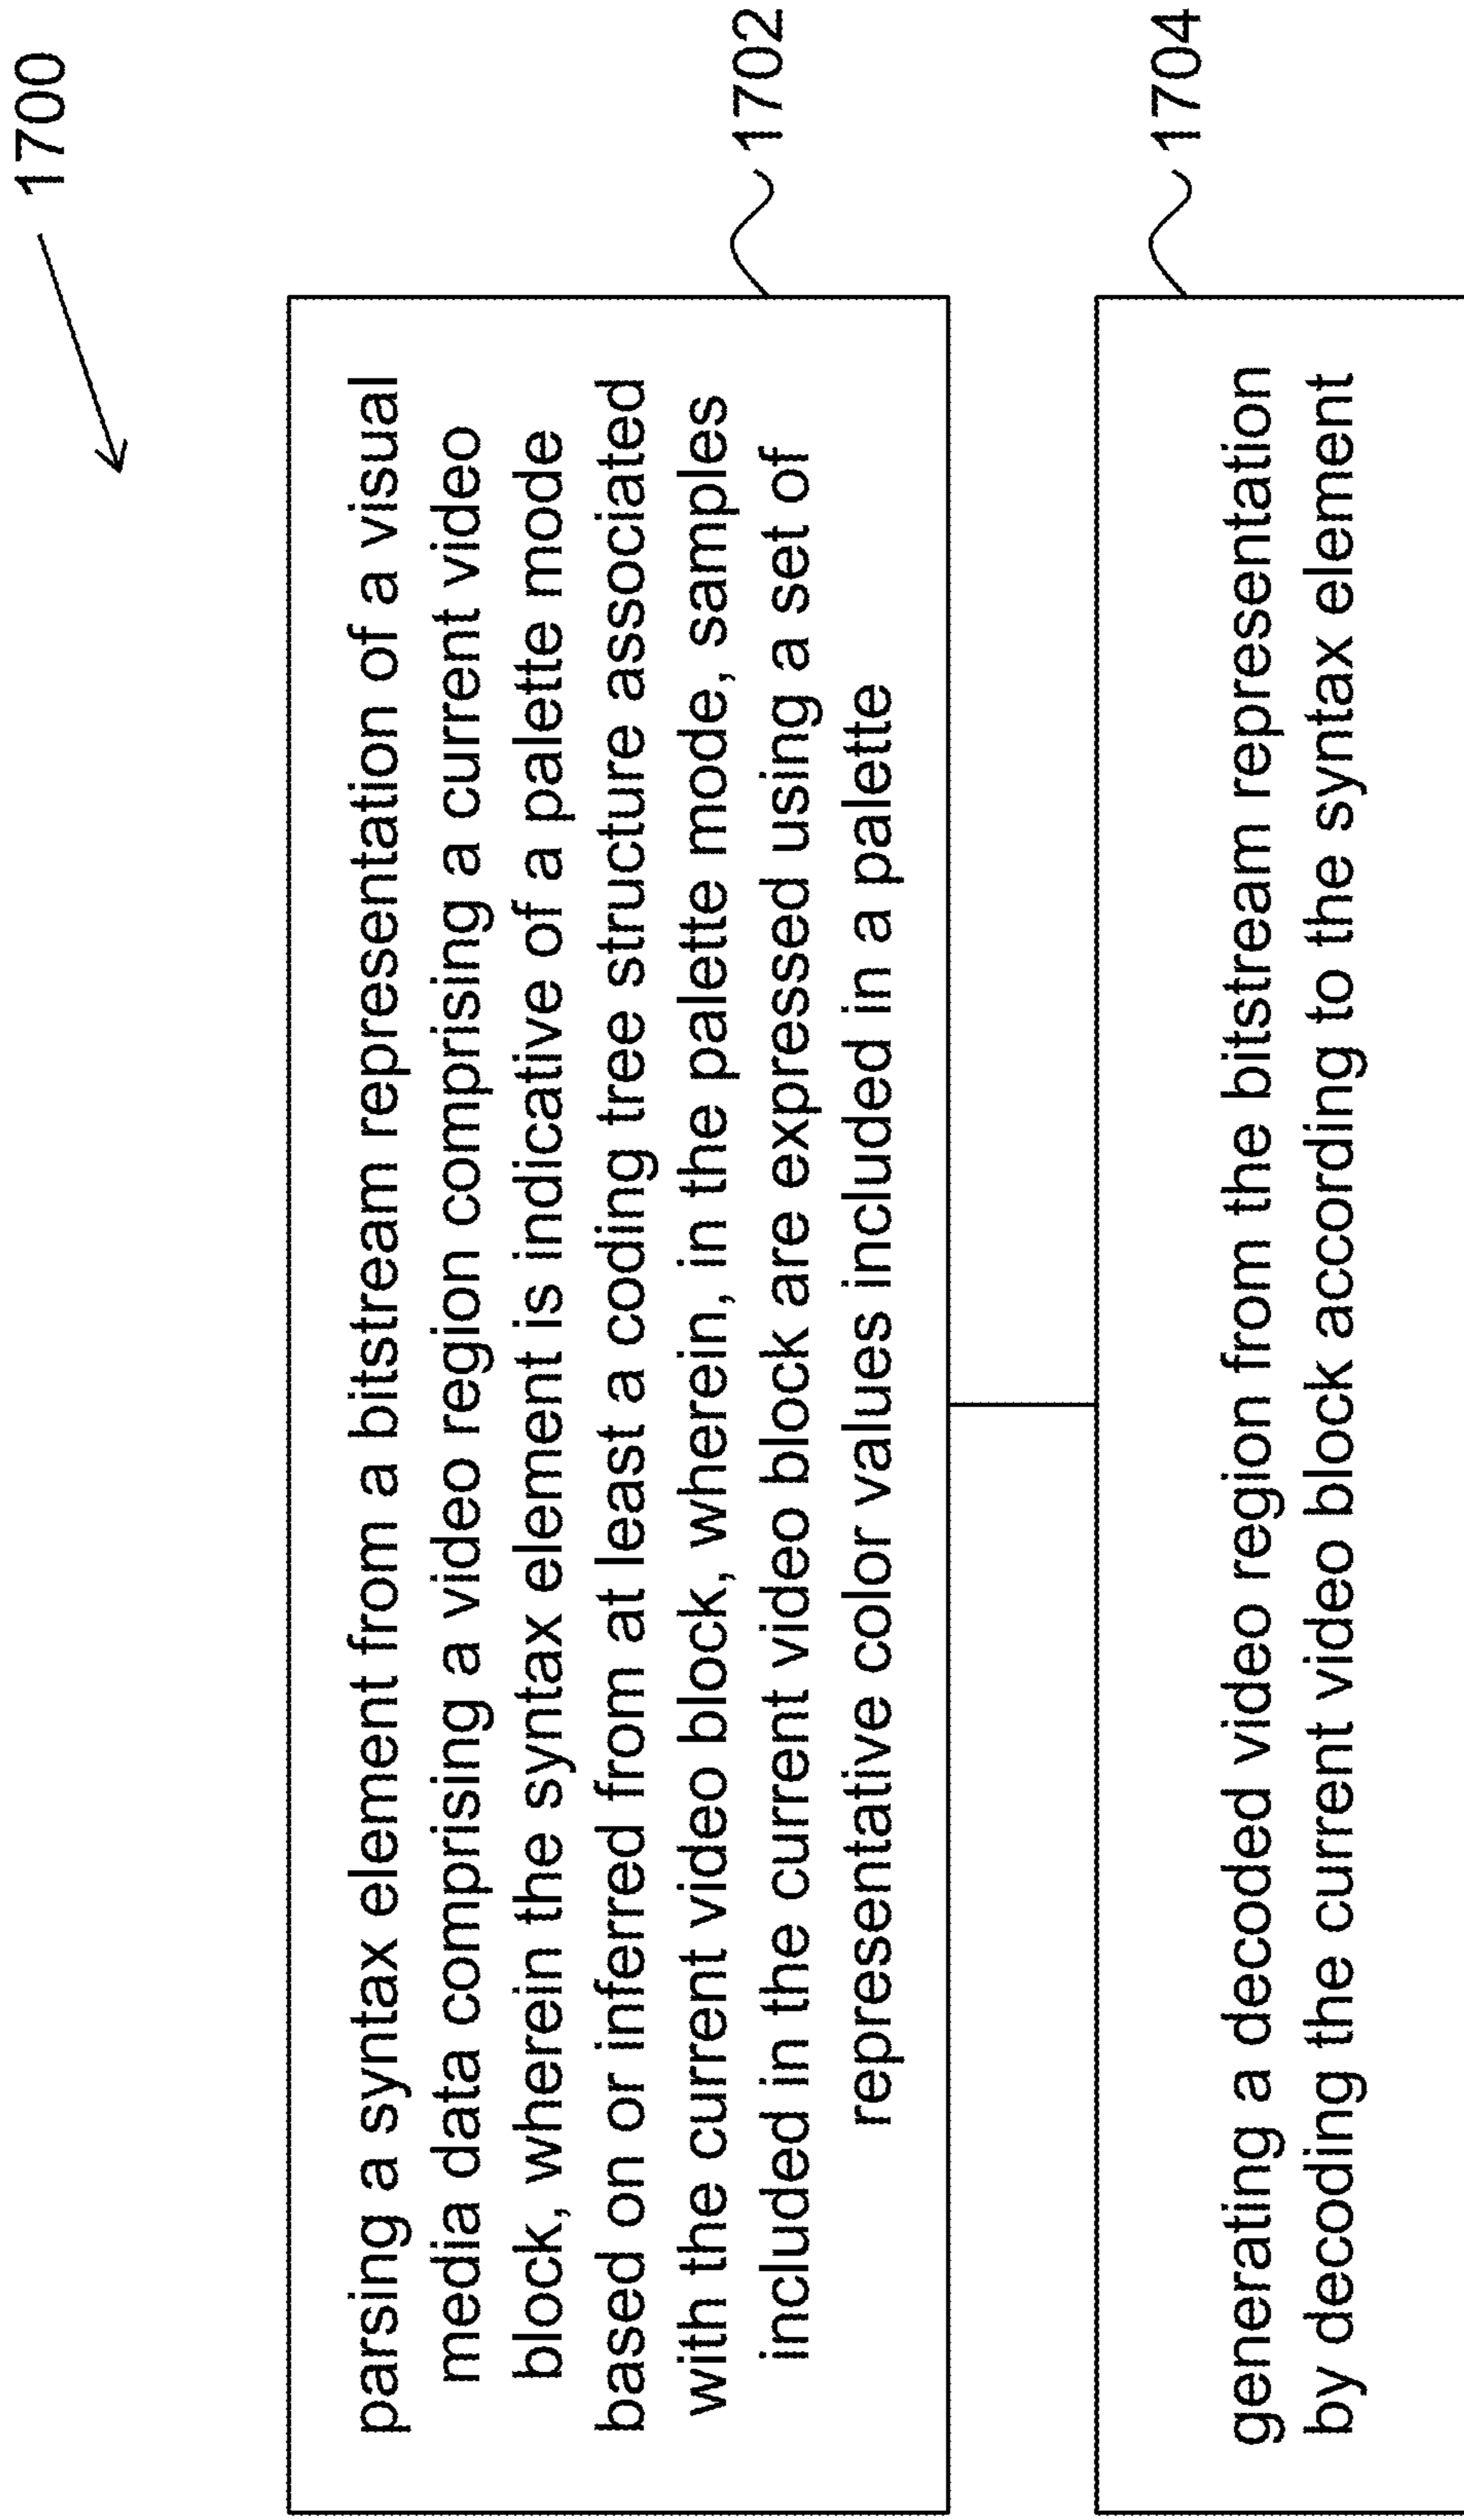 1700
parsing a syntax element from a bitstream representation of a visual
media data comprising a video region comprising a current video
block, wherein the syntax element is indicative of a palette mode
based on or inferred from at least a coding tree structure associated
with the current video block, wherein, in the palette mode, samples
included in the current video block are expressed using a set of
representative color values included in a palette
1702
generating a decoded video region from the bitstream representation
by decoding the current video block according to the syntax element
1704